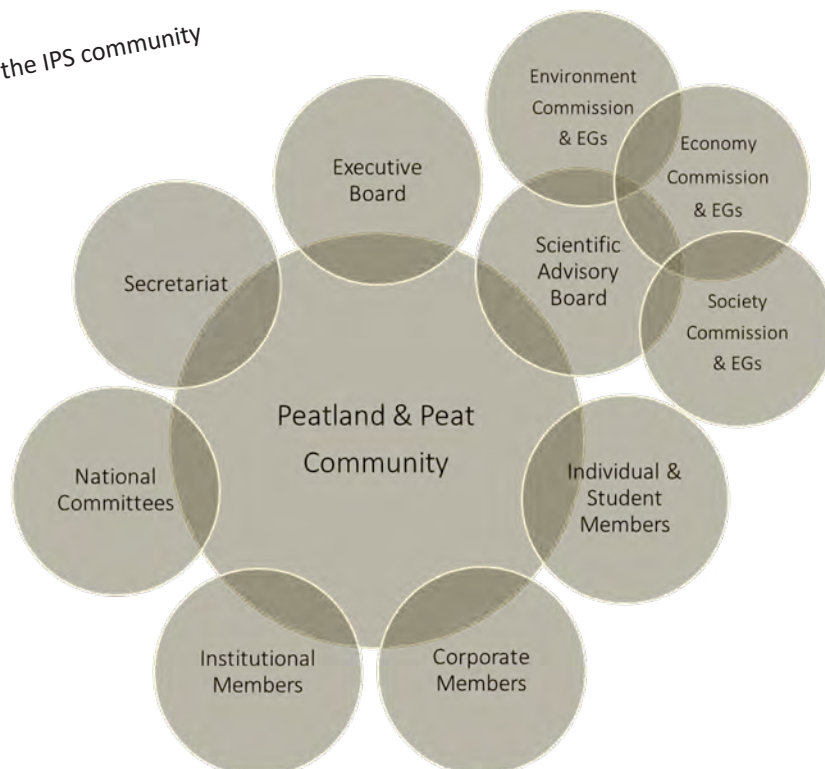 the IPS community
Environment
Commission
& EGs
Economy
Commission
& EGs
Executive
Board
Scientific
Advisory
Board
Secretariat
Society
Commission
& EGs
Peatland & Peat
Community
National
Committees
Individual &
Student
Members
Institutional
Members
Corporate
Members